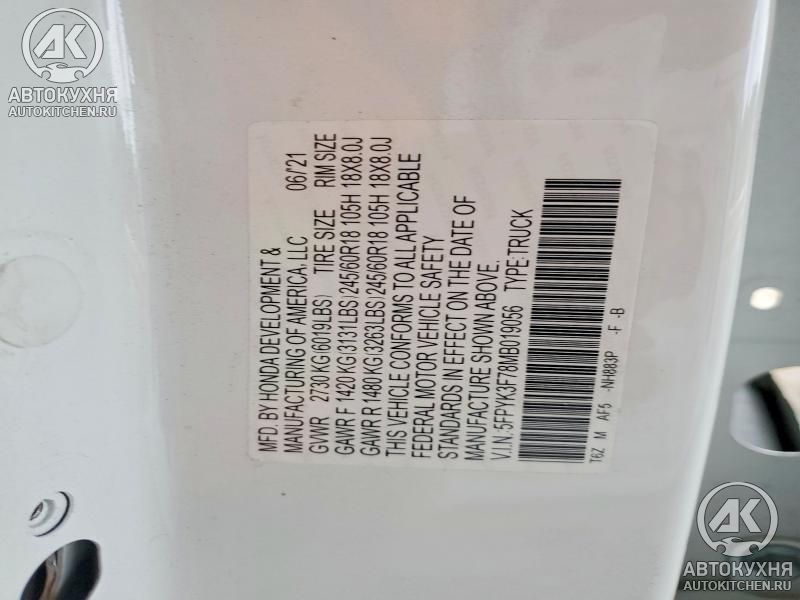 АК
АВТОКУХНЯ
AUTOKITCHEN.RU
MFD. BY HONDA DEVELOPMENT &
MANUFACTURING OF AMERICA, LLC 06/'21
GVWR 2730 KG(6019LBS) TIRE SIZE RIM SIZE
GAWR F 1420 KG(3131LBS)245/60R18 105H 18X8.0J
GAWR R 1480 KG(3263LBS)245/60R18 105H 18X8.0J
THIS VEHICLE CONFORMS TO ALL APPLICABLE
FEDERAL MOTOR VEHICLE SAFETY
STANDARDS IN EFFECT ON THE DATE OF
MANUFACTURE SHOWN ABOVE.
V.I.N:5FPYK3F78MB019056 TYPE:TRUCK
T6Z M AF5 -NH883P -F -B
АК
АВТОКУХНЯ
AUTOKITCHEN.RU